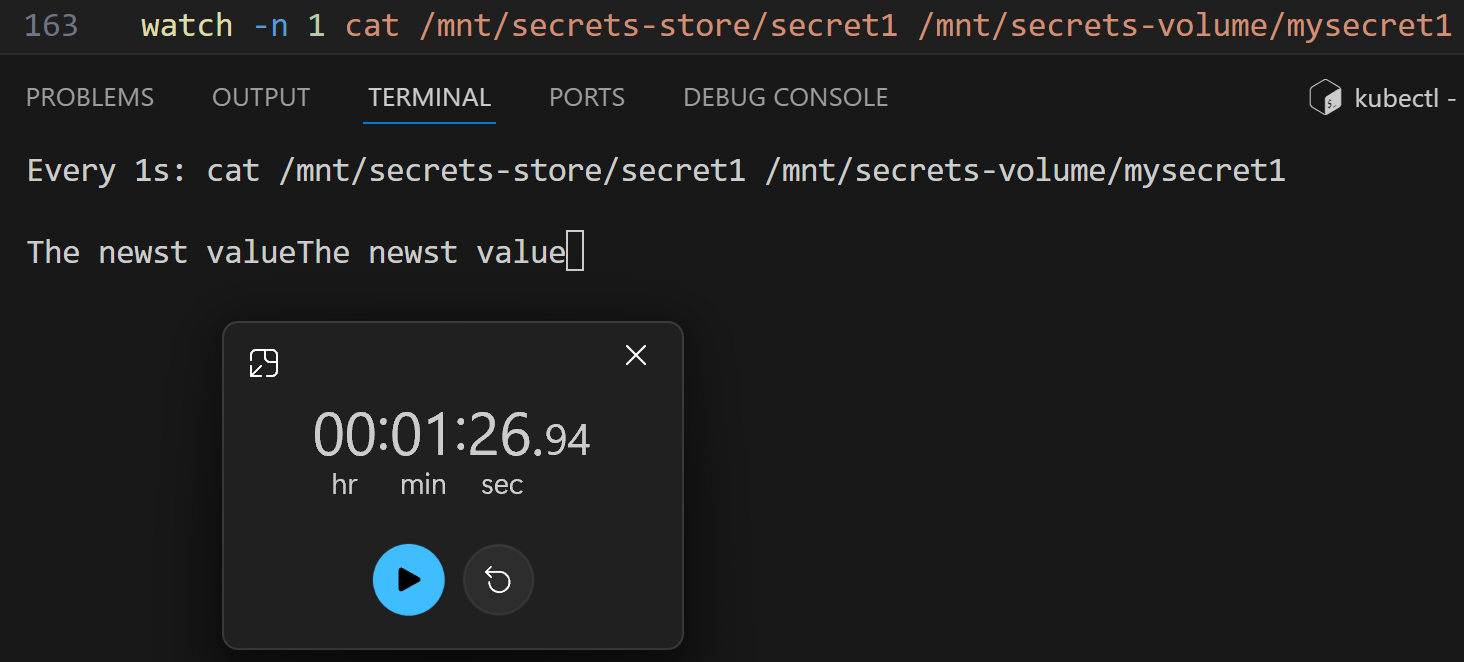 163 watch -n 1 cat /mnt/secrets-store/secret1 /mnt/secrets-volume/mysecret1
PROBLEMS OUTPUT TERMINAL PORTS DEBUG CONSOLE kubectl -
Every 1s: cat /mnt/secrets-store/secret1 /mnt/secrets-volume/mysecret1
The newst valueThe newst value
00:01:26.94
hr min sec